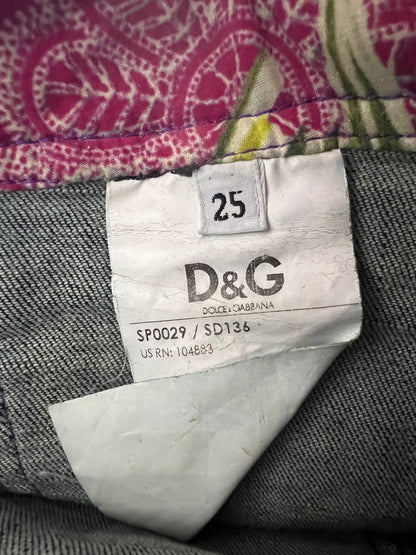 25
D&G
DOLCE&GABBANA
SP0029 / SD136
US RN: 104883